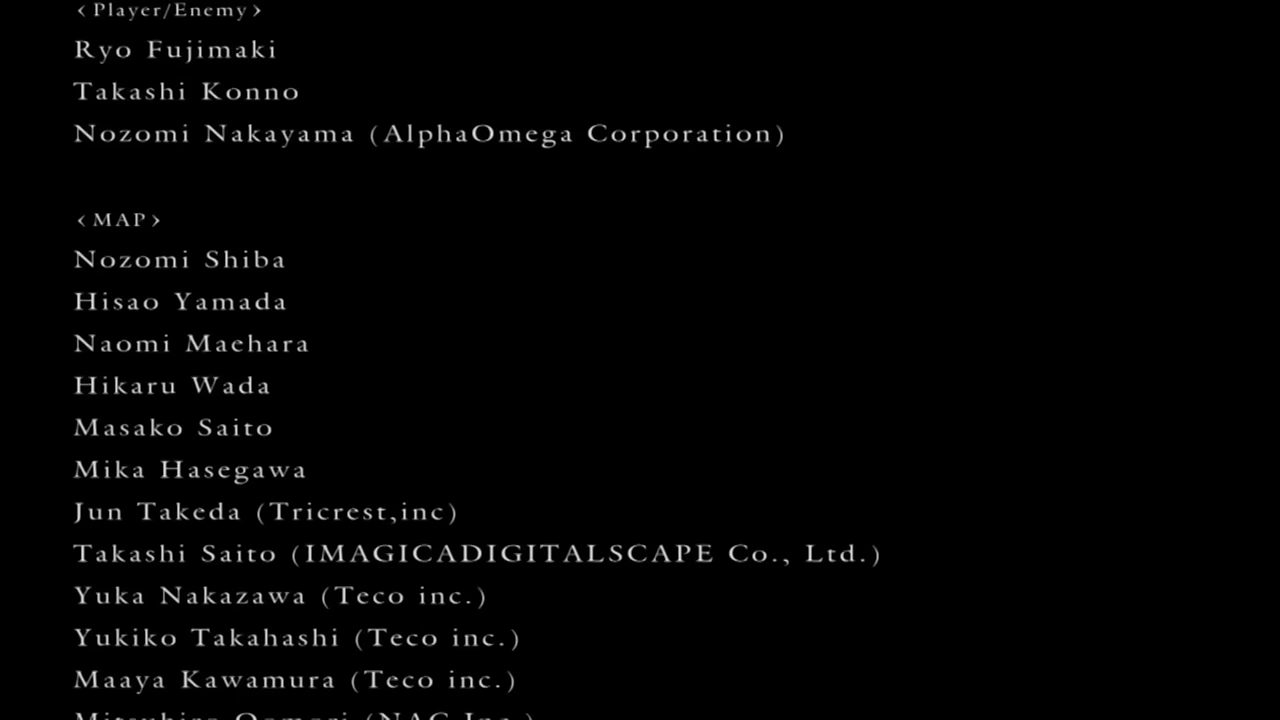 <Player/Enemy>
Ryo Fujimaki
Takashi Konno
Nozomi Nakayama (AlphaOmega Corporation)
<MAP>
Nozomi Shiba
Hisao Yamada
Naomi Maehara
Hikaru Wada
Masako Saito
Mika Hasegawa
Jun Takeda (Tricrest,inc)
Takashi Saito (IMAGICADIGITALSCAPE Co., Ltd.)
Yuka Nakazawa (Teco inc.)
Yukiko Takahashi (Teco inc.)
Maaya Kawamura (Teco inc.)